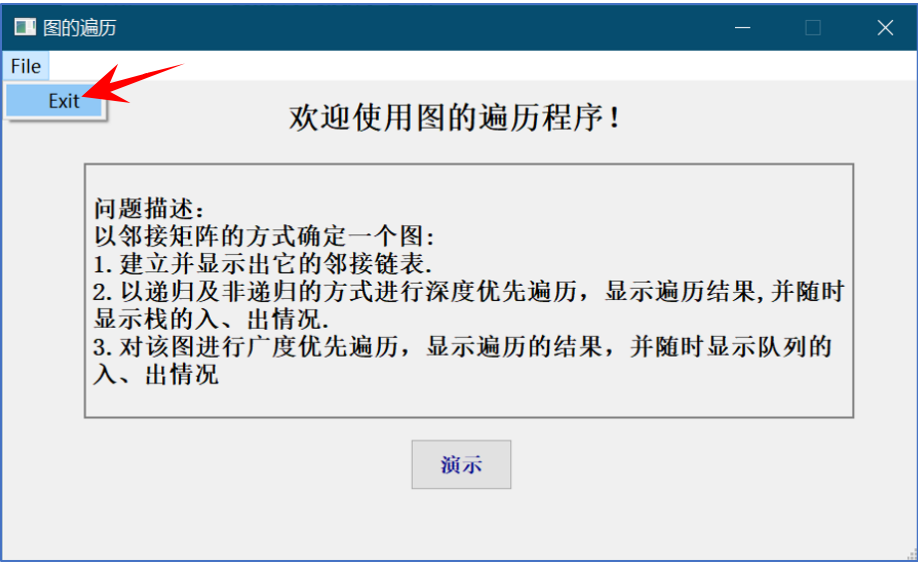 图的遍历
File
Exit
欢迎使用图的遍历程序！
问题描述：
以邻接矩阵的方式确定一个图:
1.建立并显示出它的邻接链表.
2.以递归及非递归的方式进行深度优先遍历，显示遍历结果,并随时
显示栈的入、出情况.
3.对该图进行广度优先遍历，显示遍历的结果，并随时显示队列的
入、出情况
演示